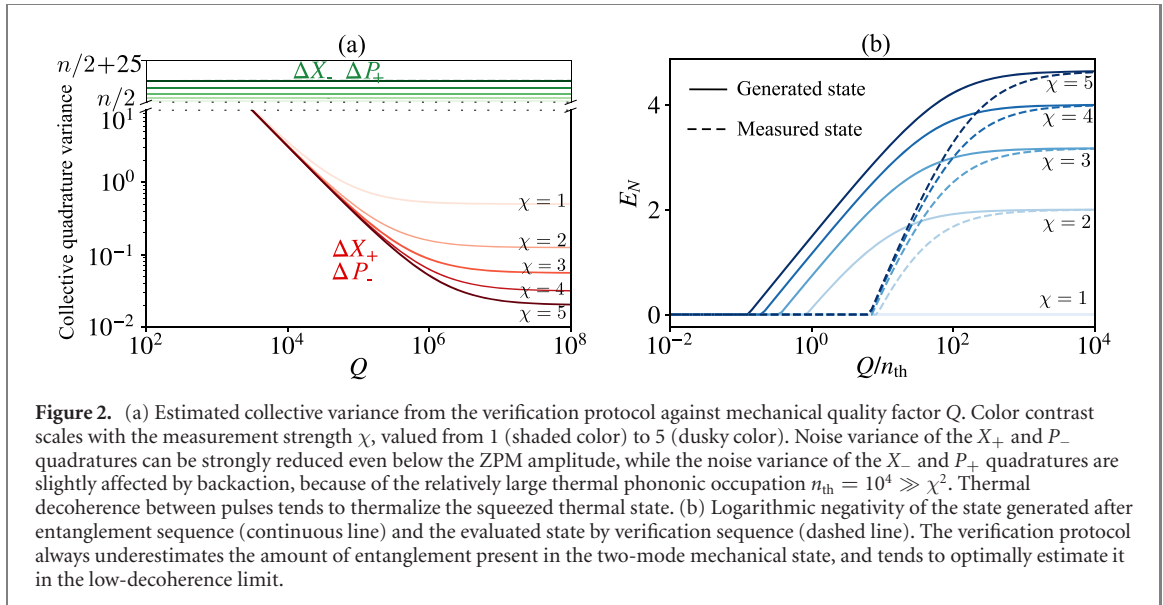 (a)
n/2+25
ΔX₋ ΔP₊
n/2
10¹
10⁰
10⁻¹
10⁻²
Collective quadrature variance
χ = 1
χ = 2
χ = 3
χ = 4
χ = 5
ΔX₊
ΔP₋
10² 10⁴ 10⁶ 10⁸
Q
(b)
Generated state
Measured state
4
2
0
E_N
χ = 5
χ = 4
χ = 3
χ = 2
χ = 1
10⁻² 10⁰ 10² 10⁴
Q/n_th
Figure 2. (a) Estimated collective variance from the verification protocol against mechanical quality factor Q. Color contrast
scales with the measurement strength χ, valued from 1 (shaded color) to 5 (dusky color). Noise variance of the X₊ and P₋
quadratures can be strongly reduced even below the ZPM amplitude, while the noise variance of the X₋ and P₊ quadratures are
slightly affected by backaction, because of the relatively large thermal phononic occupation n_th = 10⁴ ≫ χ². Thermal
decoherence between pulses tends to thermalize the squeezed thermal state. (b) Logarithmic negativity of the state generated after
entanglement sequence (continuous line) and the evaluated state by verification sequence (dashed line). The verification protocol
always underestimates the amount of entanglement present in the two-mode mechanical state, and tends to optimally estimate it
in the low-decoherence limit.